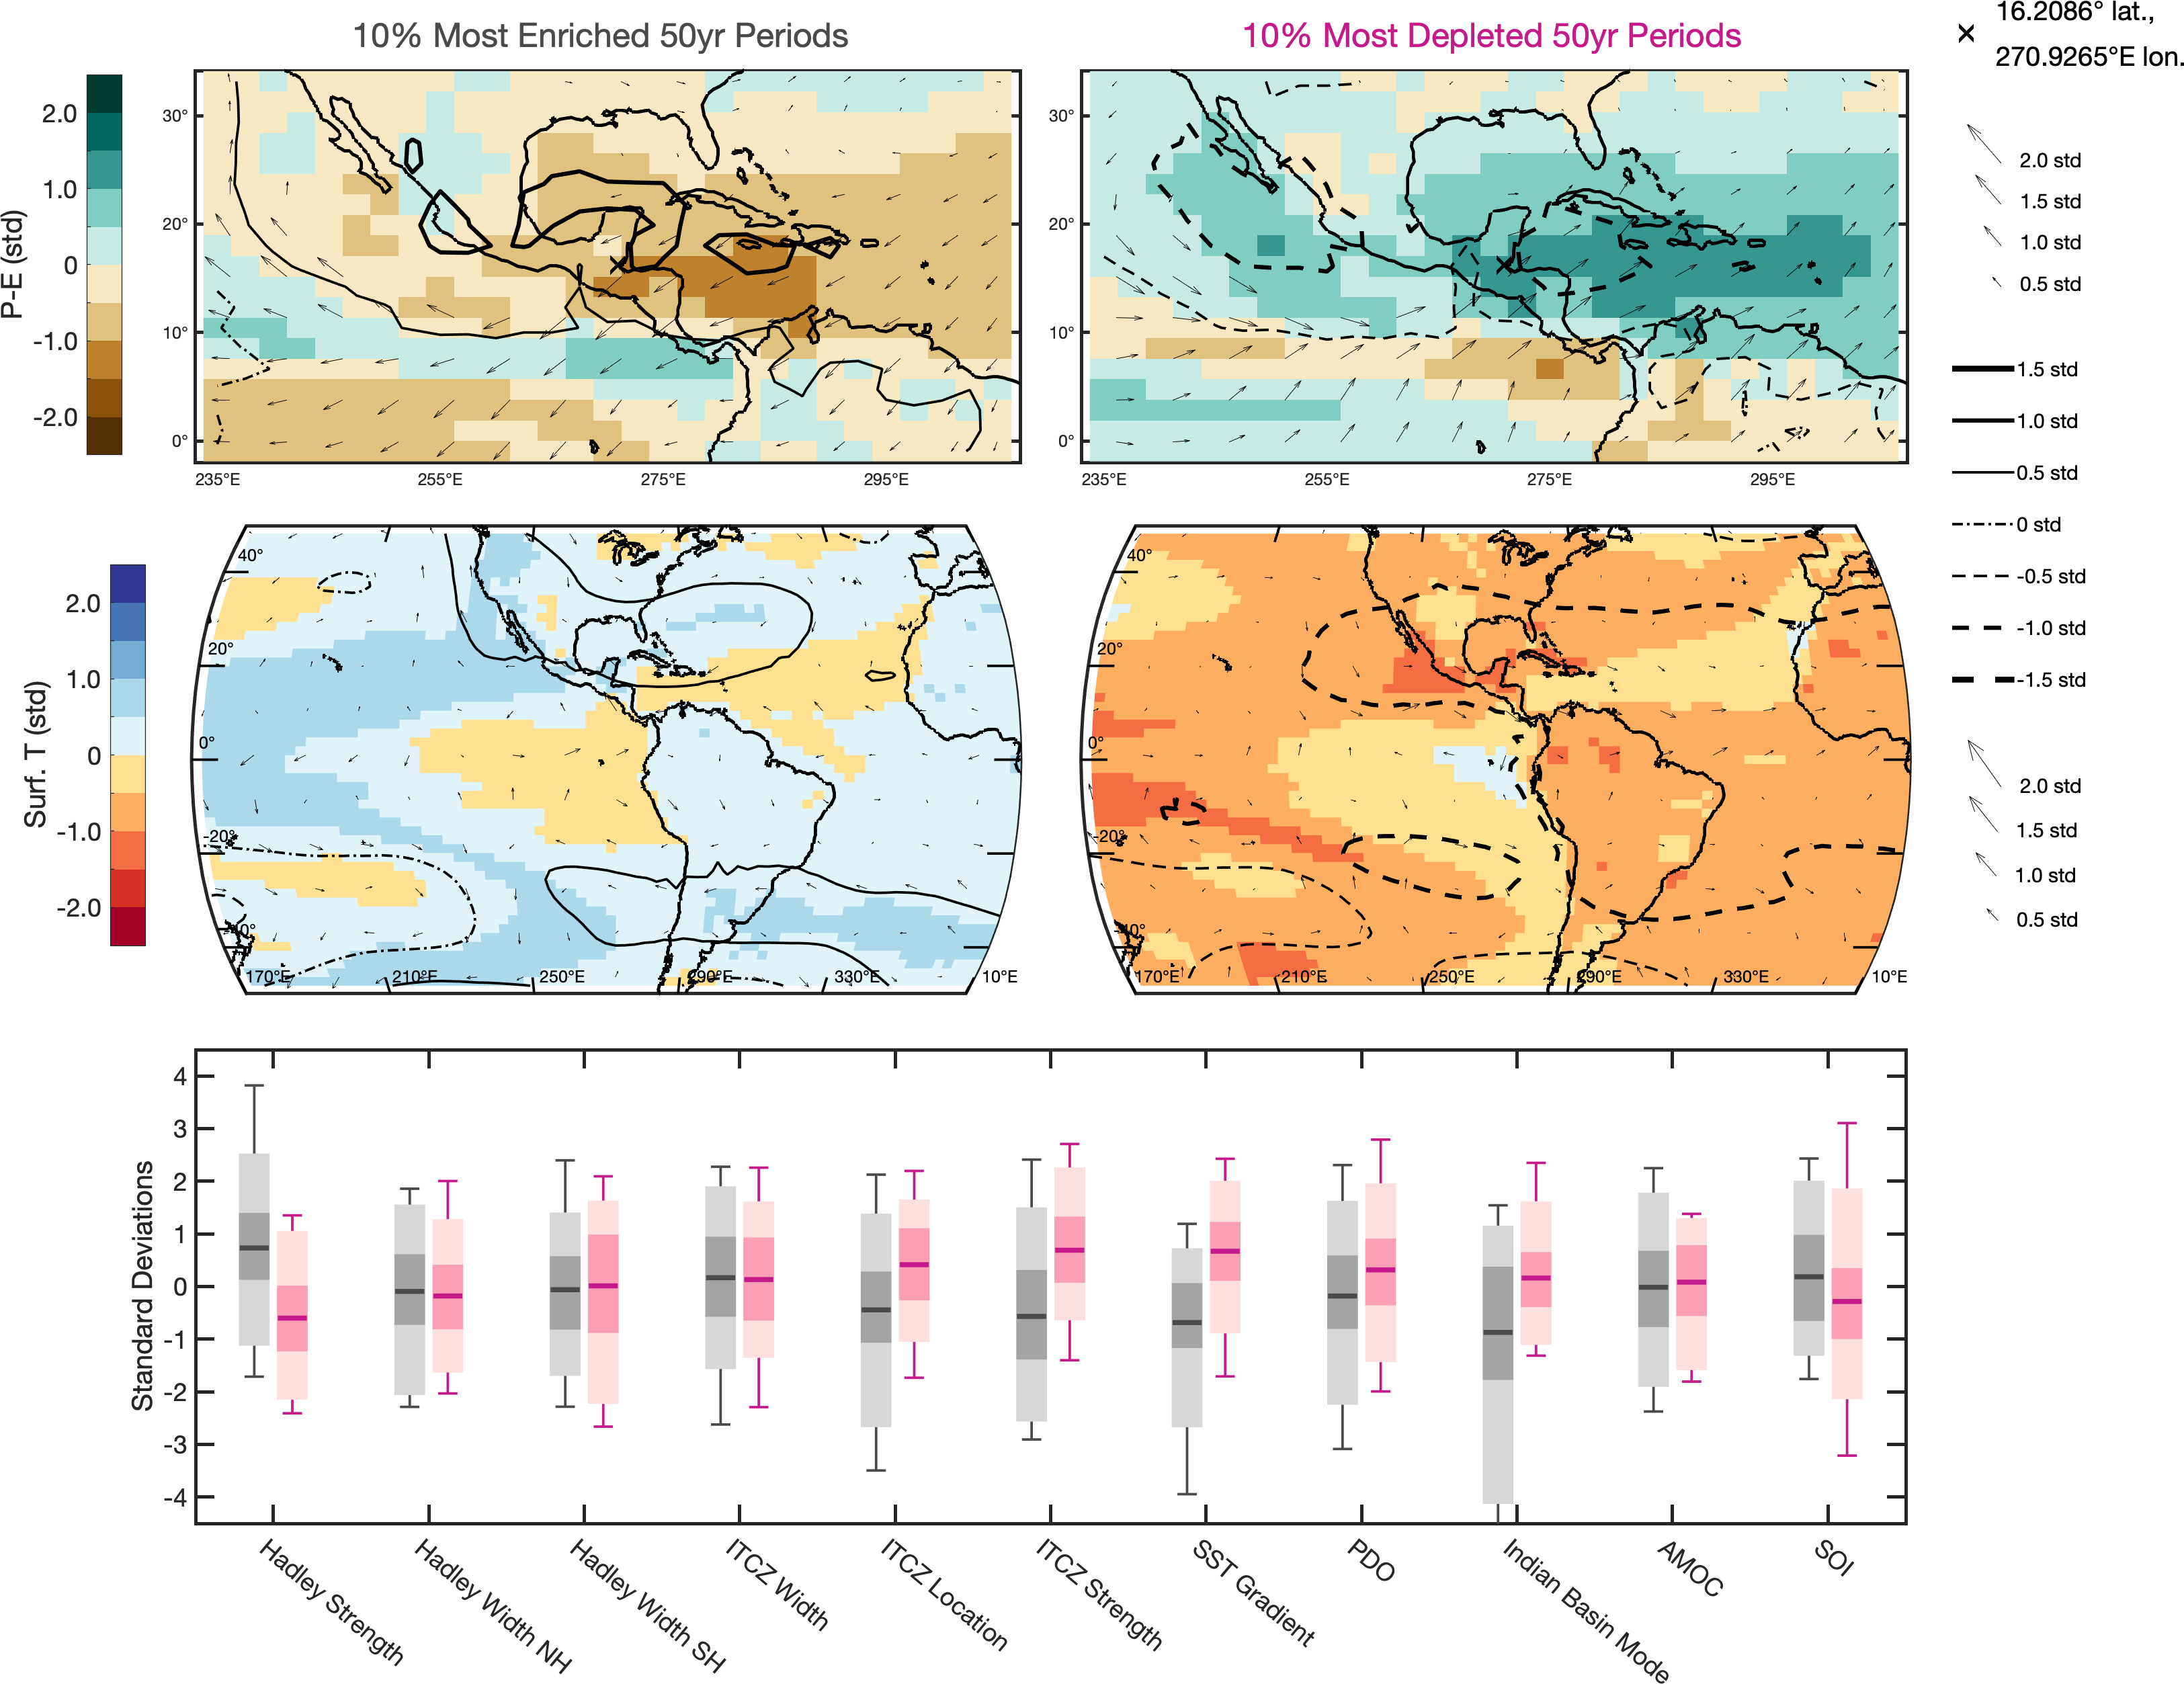 10% Most Enriched 50yr Periods
10% Most Depleted 50yr Periods
16.2086° lat.,
270.9265°E lon.
P-E (std)
2.0
1.0
0
-1.0
-2.0
30°
20°
10°
0°
235°E 255°E 275°E 295°E
30°
20°
10°
0°
235°E 255°E 275°E 295°E
2.0 std
1.5 std
1.0 std
0.5 std
1.5 std
1.0 std
0.5 std
0 std
-0.5 std
-1.0 std
-1.5 std
Surf. T (std)
2.0
1.0
0
-1.0
-2.0
40°
20°
0°
-20°
-40°
170°E 210°E 250°E 290°E 330°E 10°E
40°
20°
0°
-20°
-40°
170°E 210°E 250°E 290°E 330°E 10°E
2.0 std
1.5 std
1.0 std
0.5 std
Standard Deviations
4
3
2
1
0
-1
-2
-3
-4
Hadley Strength
Hadley Width NH
Hadley Width SH
ITCZ Width
ITCZ Location
ITCZ Strength
SST Gradient
PDO
Indian Basin Mode
AMOC
SOI